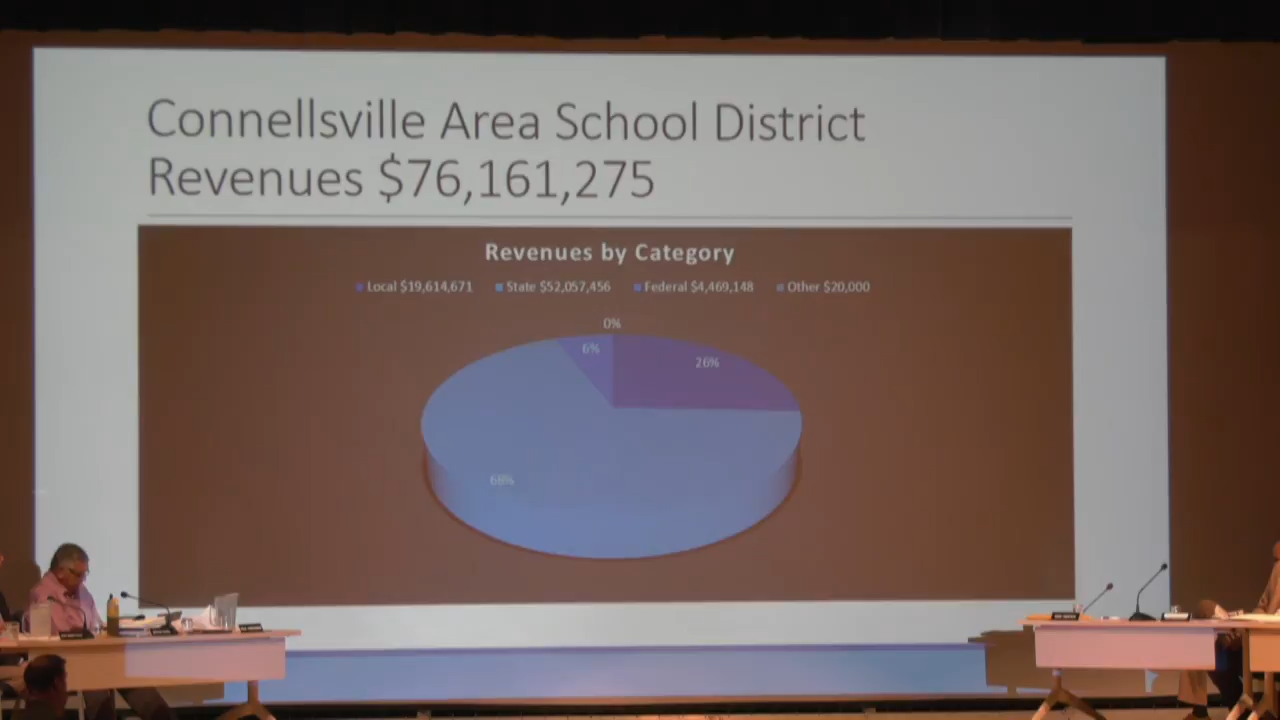 Connellsville Area School District
Revenues $76,161,275
Revenues by Category
Local $19,614,671 State $52,057,456 Federal $4,469,148 Other $20,000
0%
6%
26%
68%